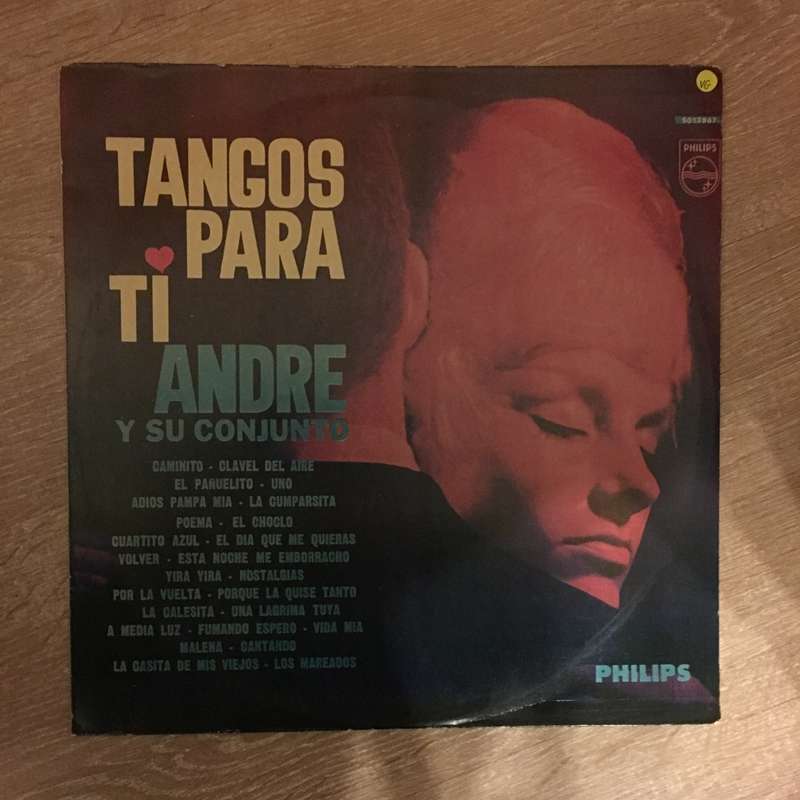 VG
5013967
PHILIPS
TANGOS
PARA
TI
ANDRE
Y SU CONJUNTO
CAMINITO - CLAVEL DEL AIRE
EL PAÑUELITO - UNO
ADIOS PAMPA MIA - LA CUMPARSITA
POEMA - EL CHOCLO
CUARTITO AZUL - EL DIA QUE ME QUIERAS
VOLVER - ESTA NOCHE ME EMBORRACHO
YIRA YIRA - NOSTALGIAS
POR LA VUELTA - PORQUE LA QUISE TANTO
LA CALESITA - UNA LAGRIMA TUYA
A MEDIA LUZ - FUMANDO ESPERO - VIDA MIA
MALENA - CANTANDO
LA CASITA DE MIS VIEJOS - LOS MAREADOS
PHILIPS